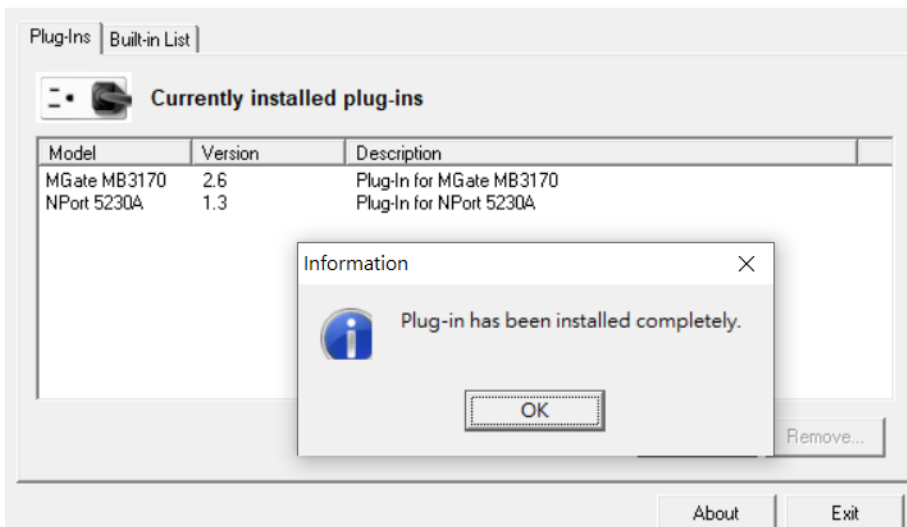 Plug-Ins Built-in List
Currently installed plug-ins
Model Version Description
MGate MB3170 2.6 Plug-In for MGate MB3170
NPort 5230A 1.3 Plug-In for NPort 5230A
Information
Plug-in has been installed completely.
OK
Remove...
About Exit